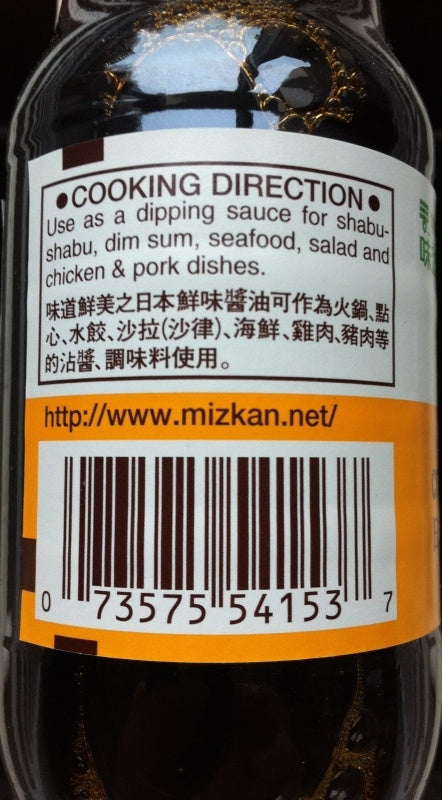 ●COOKING DIRECTION●
Use as a dipping sauce for shabu-
shabu, dim sum, seafood, salad and
chicken & pork dishes.
味道鮮美之日本鮮味醬油可作為火鍋、點
心、水餃、沙拉(沙律)、海鮮、雞肉、豬肉等
的沾醬、調味料使用。
http://www.mizkan.net/
0 73575 54153 7
味